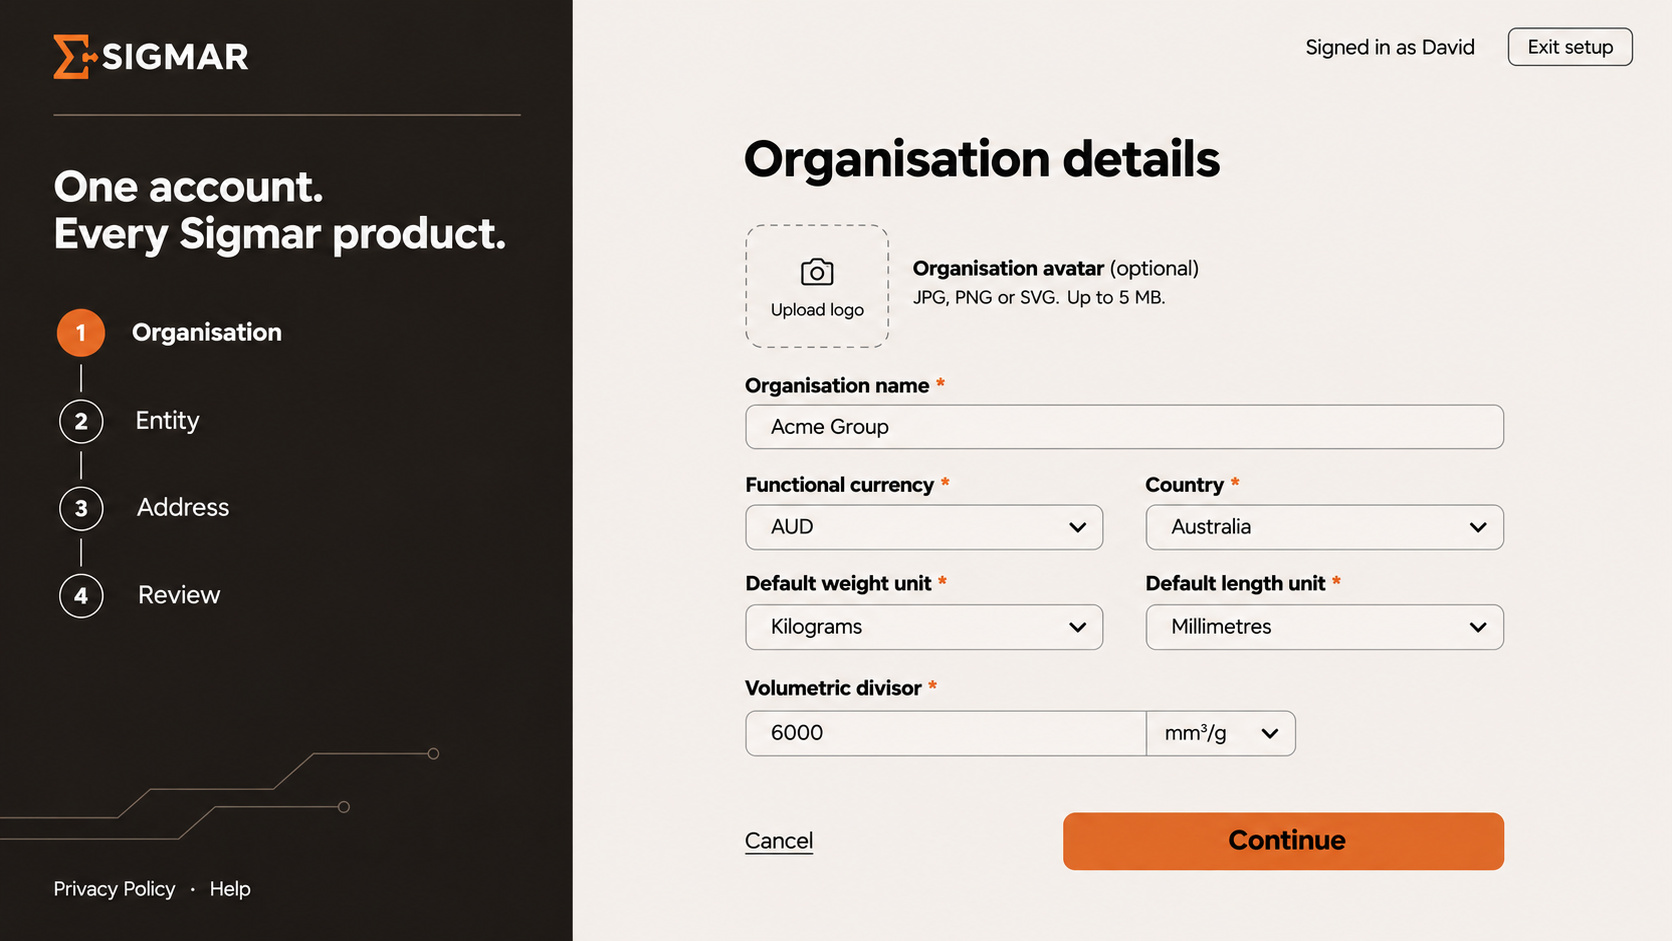 SIGMAR
One account.
Every Sigmar product.
1 Organisation
2 Entity
3 Address
4 Review
Privacy Policy · Help
Signed in as David
Exit setup
Organisation details
Upload logo
Organisation avatar (optional)
JPG, PNG or SVG. Up to 5 MB.
Organisation name *
Acme Group
Functional currency *
Country *
AUD
Australia
Default weight unit *
Default length unit *
Kilograms
Millimetres
Volumetric divisor *
6000
mm³/g
Cancel
Continue